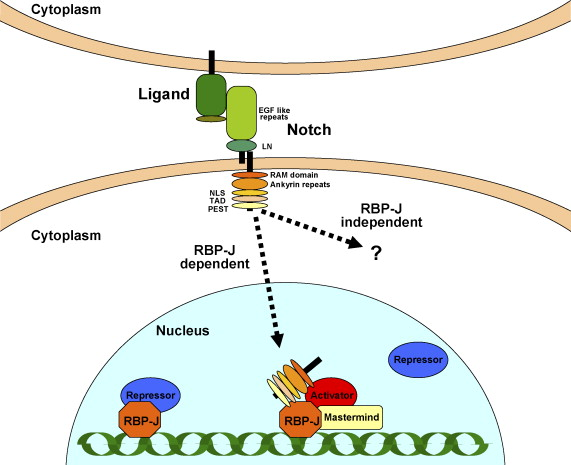 Cytoplasm
Ligand
EGF like
repeats
Notch
LN
RAM domain
Ankyrin repeats
NLS
TAD
PEST
RBP-J
independent
Cytoplasm
?
RBP-J
dependent
Nucleus
Repressor
Repressor
Activator
RBP-J
RBP-J
Mastermind